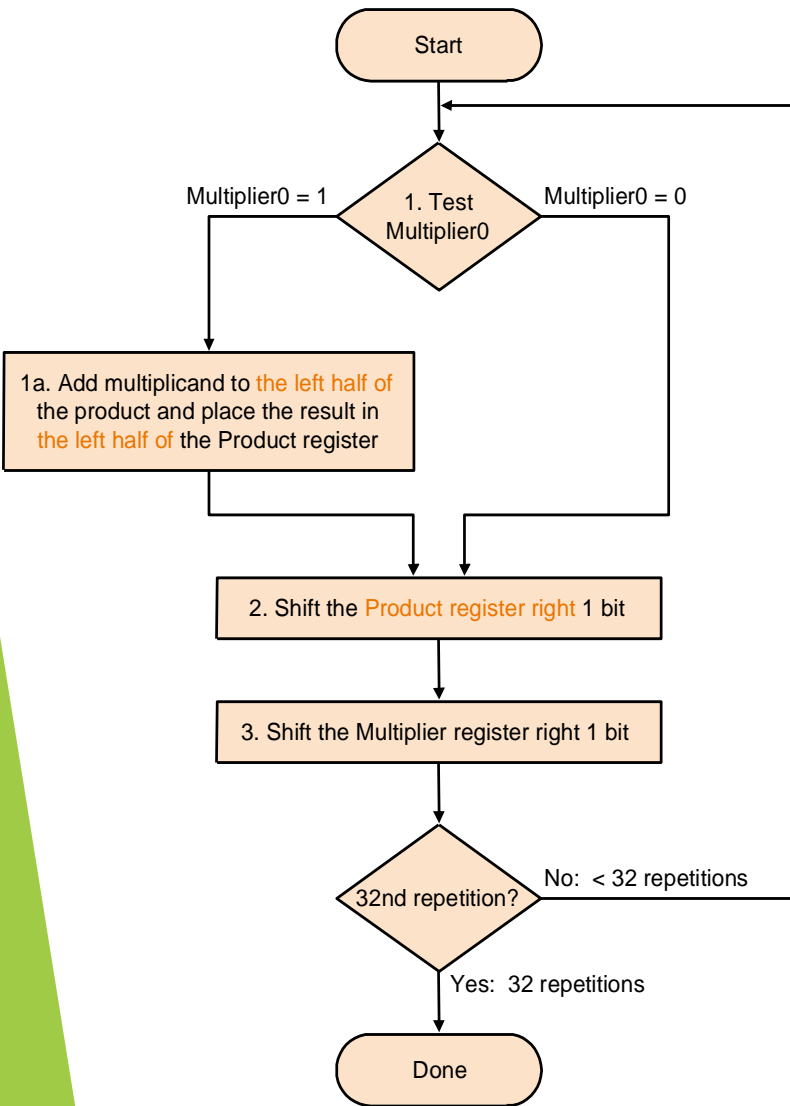 Start
Multiplier0 = 1
1. Test
Multiplier0
Multiplier0 = 0
1a. Add multiplicand to the left half of
the product and place the result in
the left half of the Product register
2. Shift the Product register right 1 bit
3. Shift the Multiplier register right 1 bit
32nd repetition?
No: < 32 repetitions
Yes: 32 repetitions
Done